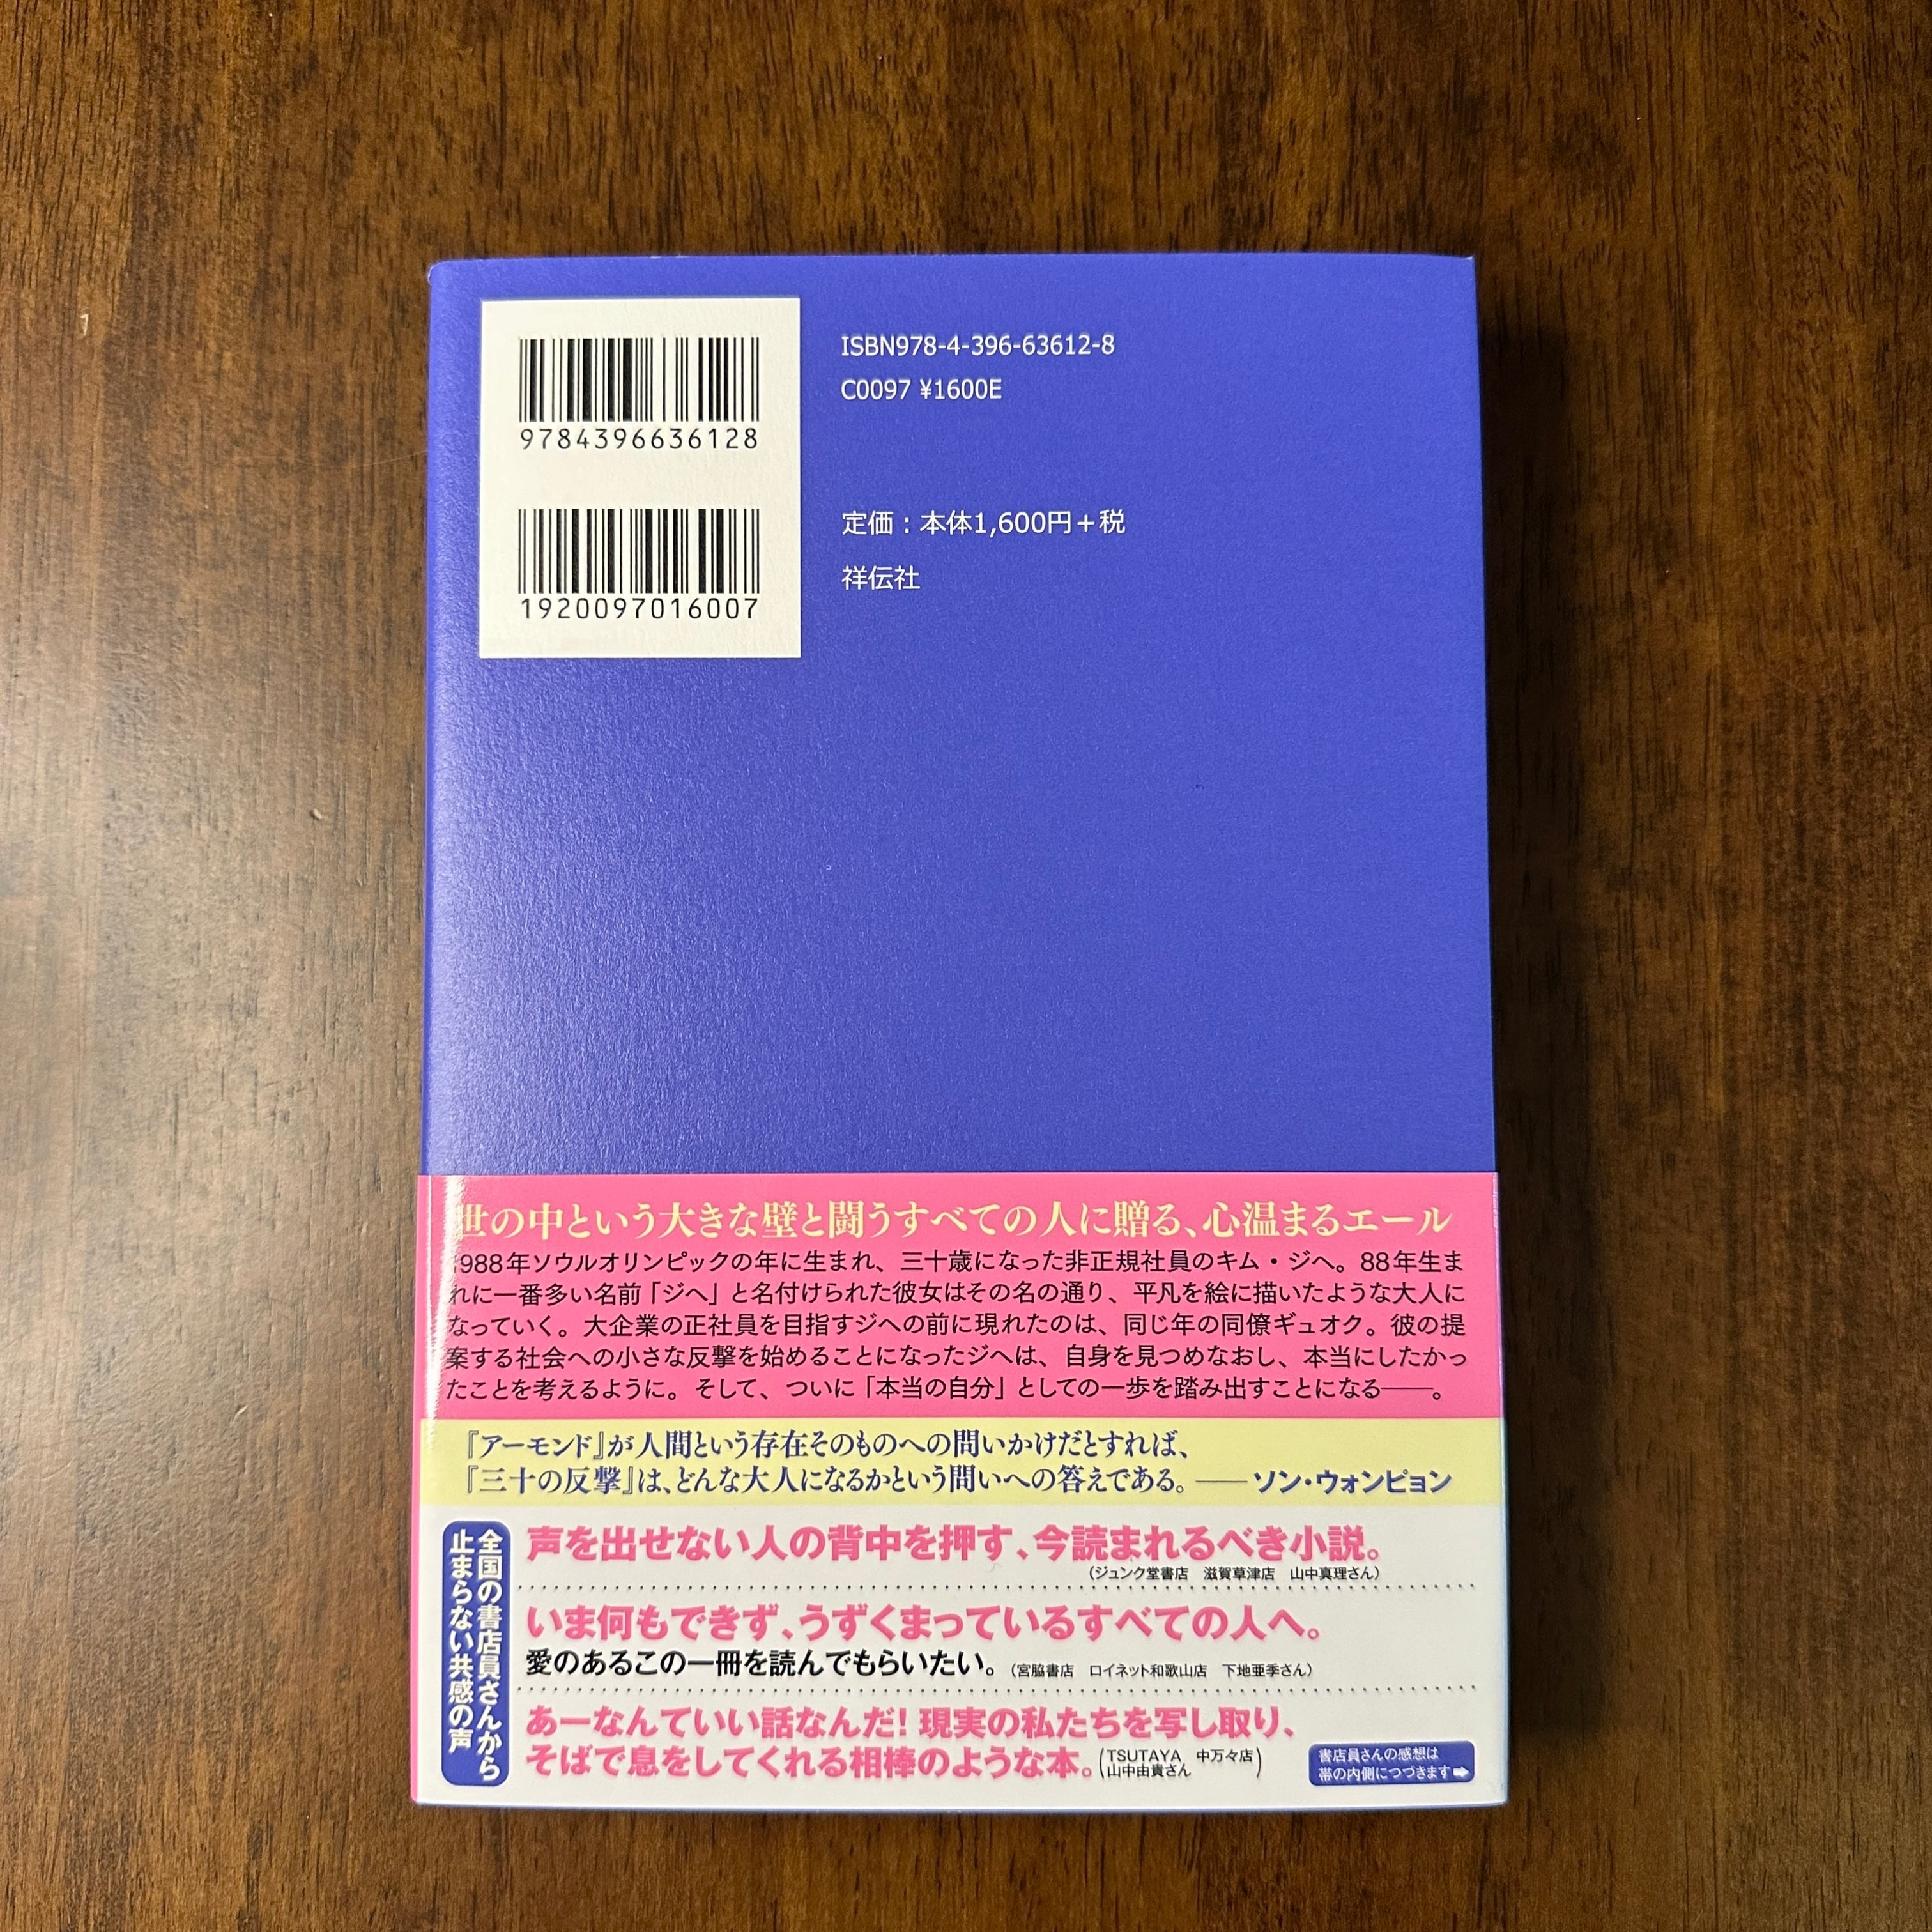 9784396636128
1920097016007
ISBN978-4-396-63612-8
C0097 ¥1600E
定価：本体1,600円＋税
祥伝社
世の中という大きな壁と闘うすべての人に贈る、心温まるエール
1988年ソウルオリンピックの年に生まれ、三十歳になった非正規社員のキム・ジヘ。88年生ま
れに一番多い名前「ジヘ」と名付けられた彼女はその名の通り、平凡を絵に描いたような大人に
なっていく。大企業の正社員を目指すジヘの前に現れたのは、同じ年の同僚ギュオク。彼の提
案する社会への小さな反撃を始めることになったジヘは、自身を見つめなおし、本当にしたかっ
たことを考えるように。そして、ついに「本当の自分」としての一歩を踏み出すことになる――。
『アーモンド』が人間という存在そのものへの問いかけだとすれば、
『三十の反撃』は、どんな大人になるかという問いへの答えである。――ソン・ウォンピョン
全国の書店員さんから
止まらない共感の声
声を出せない人の背中を押す、今読まれるべき小説。
（ジュンク堂書店　滋賀草津店　山中真理さん）
いま何もできず、うずくまっているすべての人へ。
愛のあるこの一冊を読んでもらいたい。（宮脇書店　ロイネット和歌山店　下地亜季さん）
あーなんていい話なんだ！現実の私たちを写し取り、
そばで息をしてくれる相棒のような本。（TSUTAYA　中万々店
山中由貴さん）
書店員さんの感想は
帯の内側につづきます➡